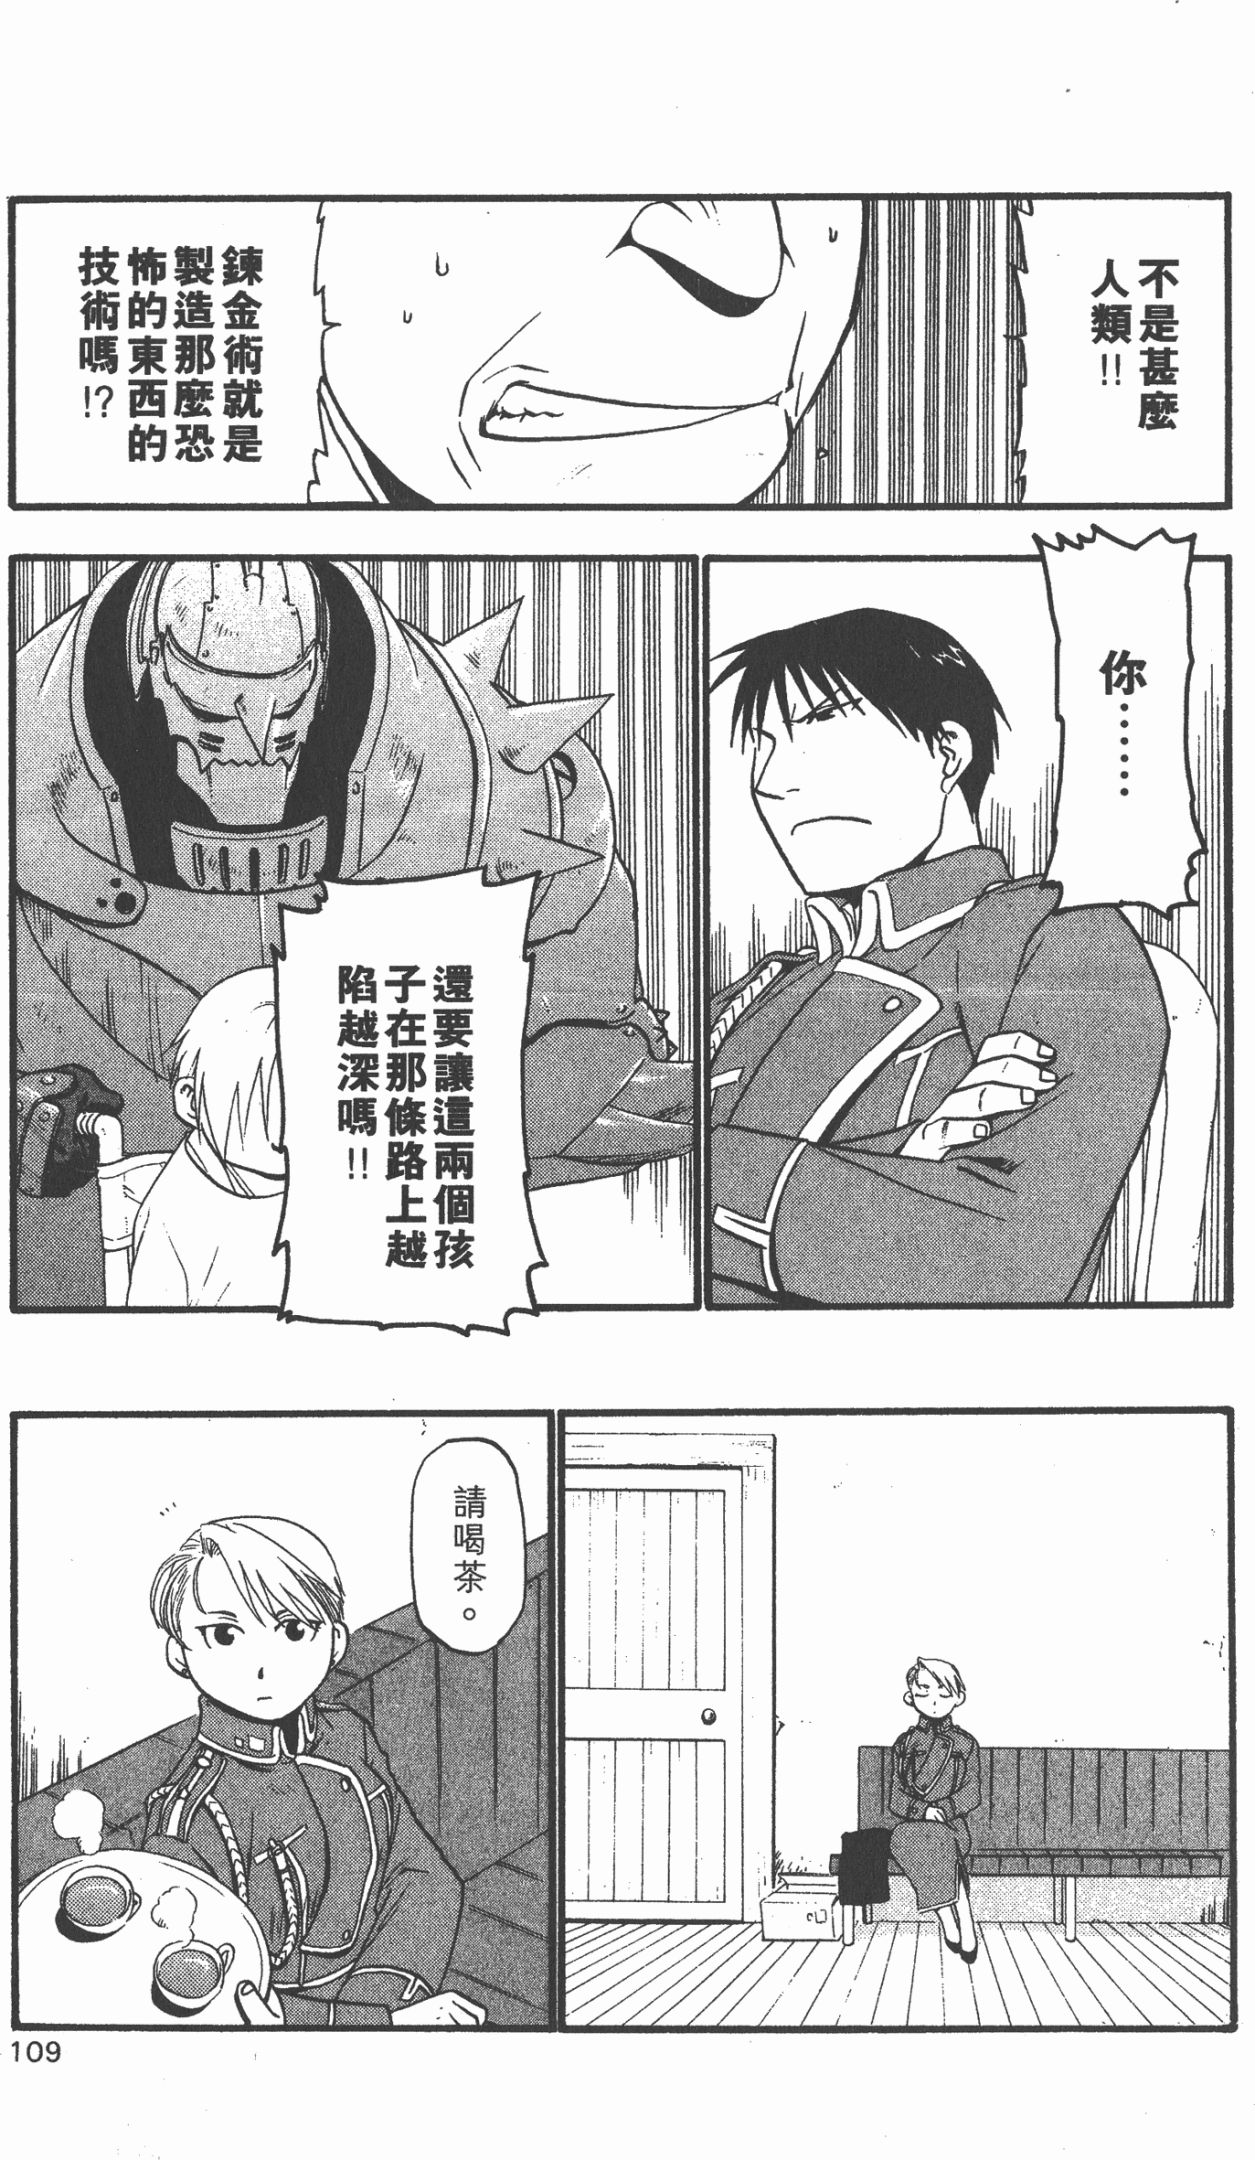 不是甚麼
人類!!
鍊金術就是
製造那麼恐
怖的東西的
技術嗎!?
你……
還要讓這兩個孩
子在那條路上越
陷越深嗎!!
請喝茶。
109